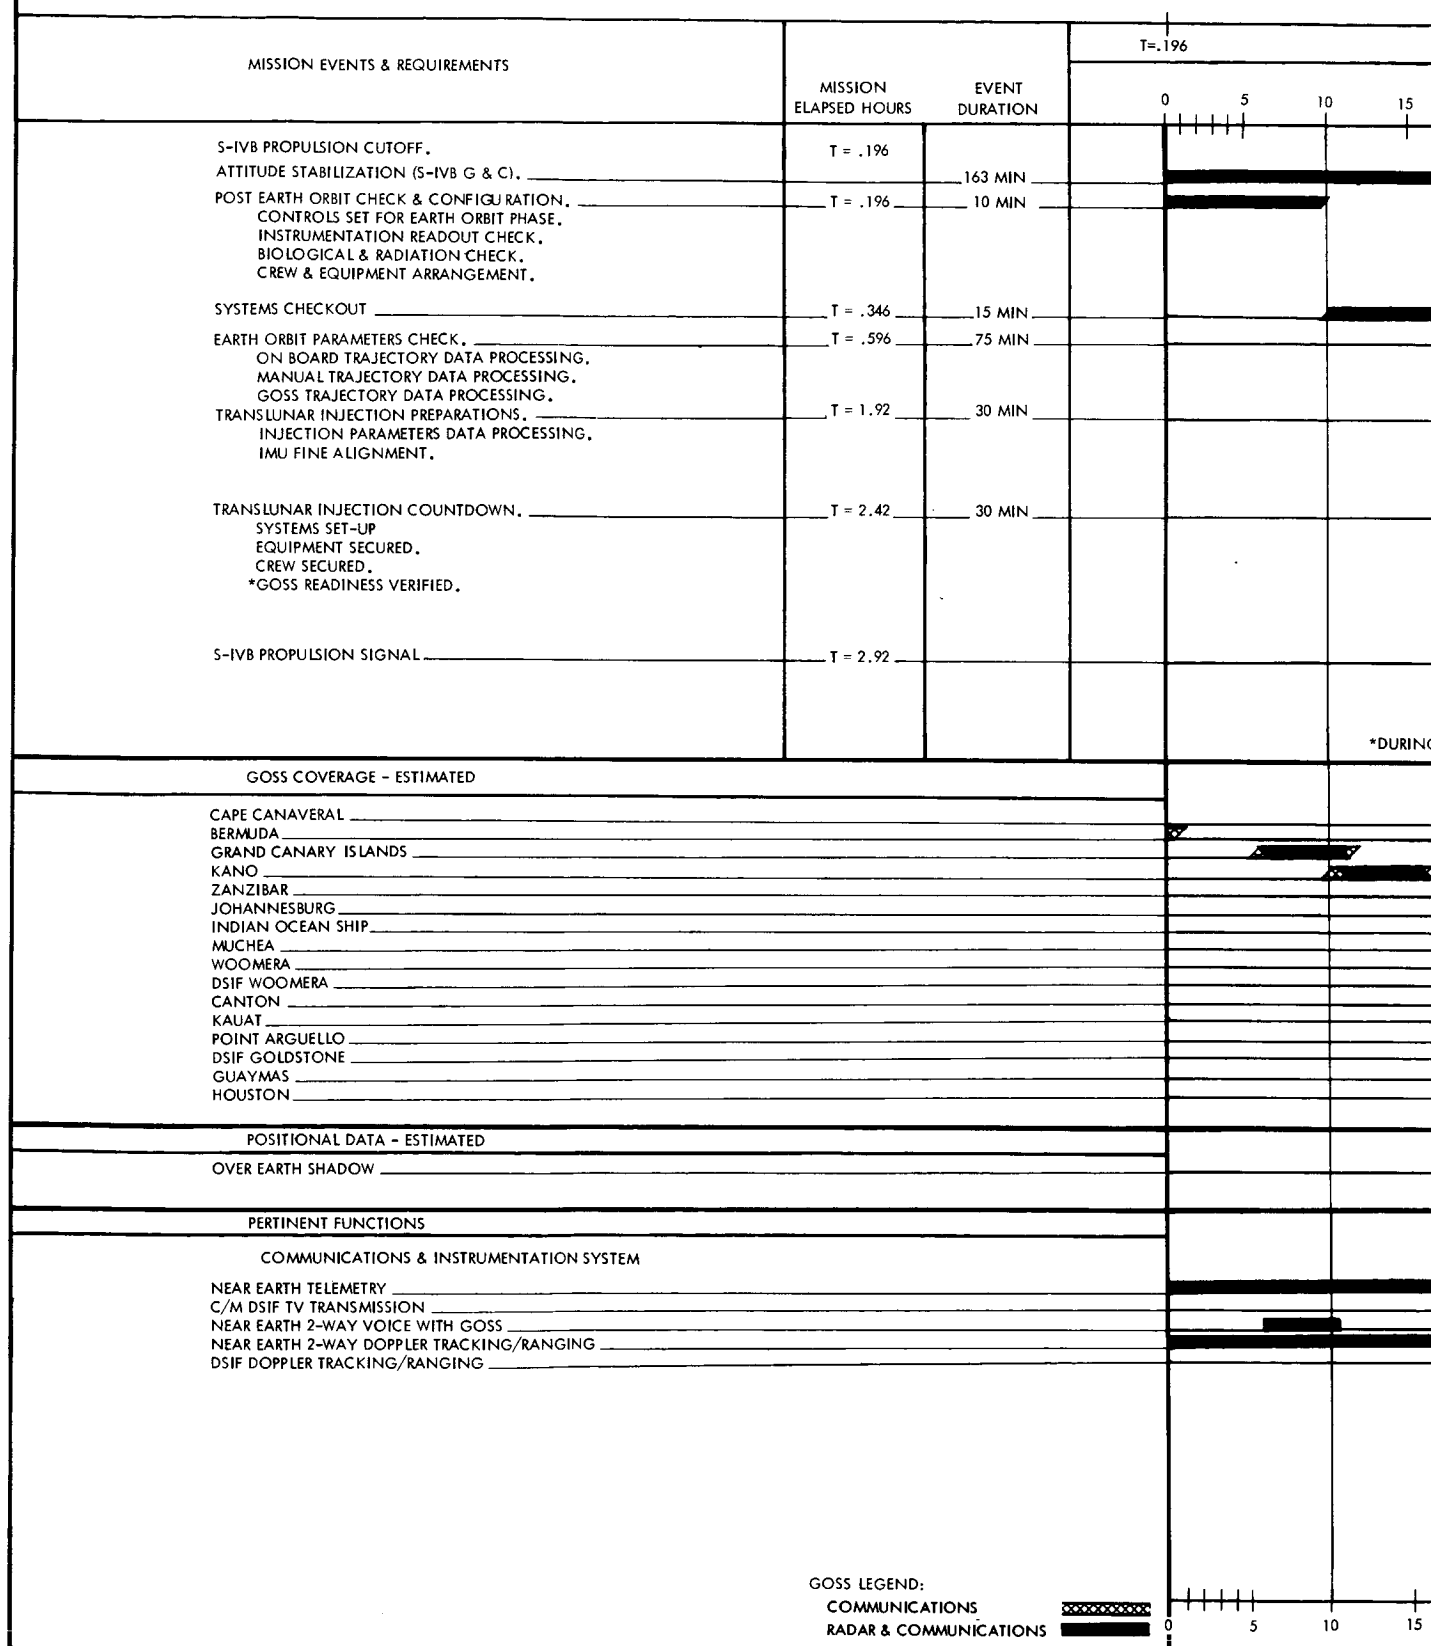 T=.196
MISSION EVENTS & REQUIREMENTS
MISSION ELAPSED HOURS
EVENT DURATION
0 5 10 15
S-IVB PROPULSION CUTOFF. T = .196
ATTITUDE STABILIZATION (S-IVB G & C). 163 MIN
POST EARTH ORBIT CHECK & CONFIGURATION. T = .196 10 MIN
CONTROLS SET FOR EARTH ORBIT PHASE.
INSTRUMENTATION READOUT CHECK.
BIOLOGICAL & RADIATION CHECK.
CREW & EQUIPMENT ARRANGEMENT.
SYSTEMS CHECKOUT T = .346 15 MIN
EARTH ORBIT PARAMETERS CHECK. T = .596 75 MIN
ON BOARD TRAJECTORY DATA PROCESSING.
MANUAL TRAJECTORY DATA PROCESSING.
GOSS TRAJECTORY DATA PROCESSING.
TRANSLUNAR INJECTION PREPARATIONS. T = 1.92 30 MIN
INJECTION PARAMETERS DATA PROCESSING.
IMU FINE ALIGNMENT.
TRANSLUNAR INJECTION COUNTDOWN. T = 2.42 30 MIN
SYSTEMS SET-UP
EQUIPMENT SECURED.
CREW SECURED.
*GOSS READINESS VERIFIED.
S-IVB PROPULSION SIGNAL T = 2.92
*DURING
GOSS COVERAGE - ESTIMATED
CAPE CANAVERAL
BERMUDA
GRAND CANARY ISLANDS
KANO
ZANZIBAR
JOHANNESBURG
INDIAN OCEAN SHIP
MUCHEA
WOOMERA
DSIF WOOMERA
CANTON
KAUAT
POINT ARGUELLO
DSIF GOLDSTONE
GUAYMAS
HOUSTON
POSITIONAL DATA - ESTIMATED
OVER EARTH SHADOW
PERTINENT FUNCTIONS
COMMUNICATIONS & INSTRUMENTATION SYSTEM
NEAR EARTH TELEMETRY
C/M DSIF TV TRANSMISSION
NEAR EARTH 2-WAY VOICE WITH GOSS
NEAR EARTH 2-WAY DOPPLER TRACKING/RANGING
DSIF DOPPLER TRACKING/RANGING
GOSS LEGEND:
COMMUNICATIONS
RADAR & COMMUNICATIONS
0 5 10 15